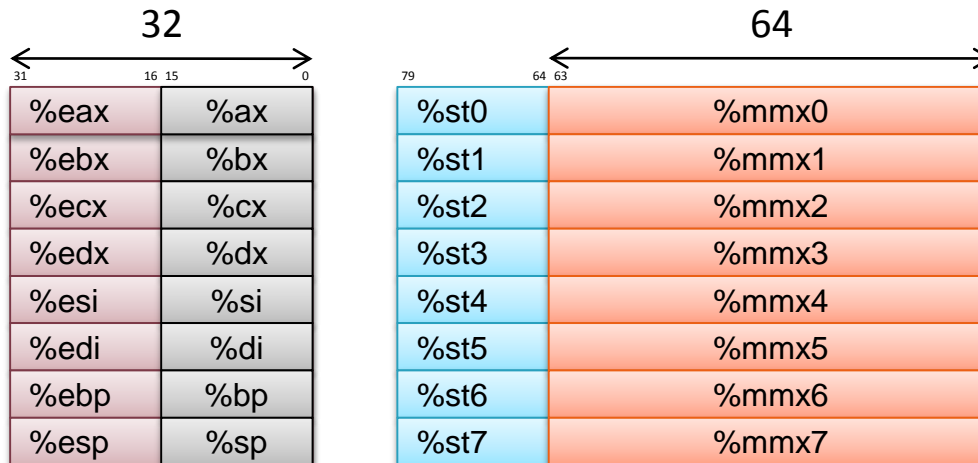 32 64
31 16 15 0 79 64 63
%eax %ax %st0 %mmx0
%ebx %bx %st1 %mmx1
%ecx %cx %st2 %mmx2
%edx %dx %st3 %mmx3
%esi %si %st4 %mmx4
%edi %di %st5 %mmx5
%ebp %bp %st6 %mmx6
%esp %sp %st7 %mmx7